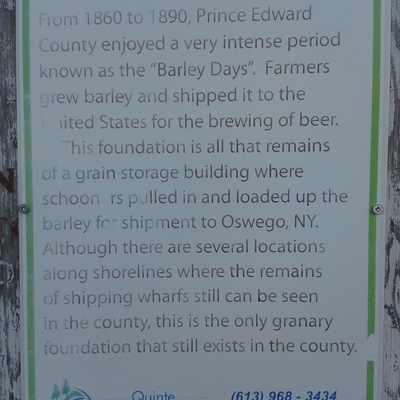 From 1860 to 1890, Prince Edward
County enjoyed a very intense period
known as the “Barley Days”. Farmers
grew barley and shipped it to the
United States for the brewing of beer.
This foundation is all that remains
of a grain storage building where
schoon rs pulled in and loaded up the
barley for shipment to Oswego, NY.
Although there are several locations
along shorelines where the remains
of shipping wharfs still can be seen
in the county, this is the only granary
foundation that still exists in the county.
Quinte (613) 968 - 3434